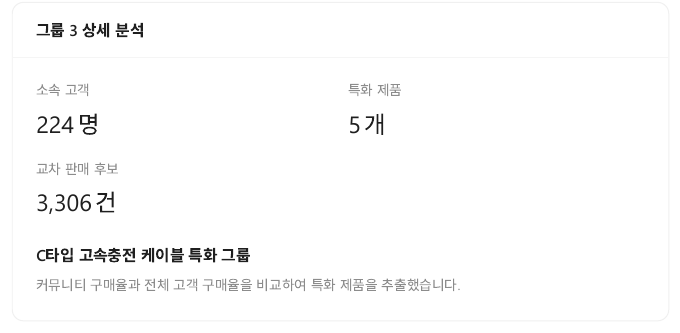 그룹 3 상세 분석
소속 고객
특화 제품
224 명
5 개
교차 판매 후보
3,306 건
C타입 고속충전 케이블 특화 그룹
커뮤니티 구매율과 전체 고객 구매율을 비교하여 특화 제품을 추출했습니다.